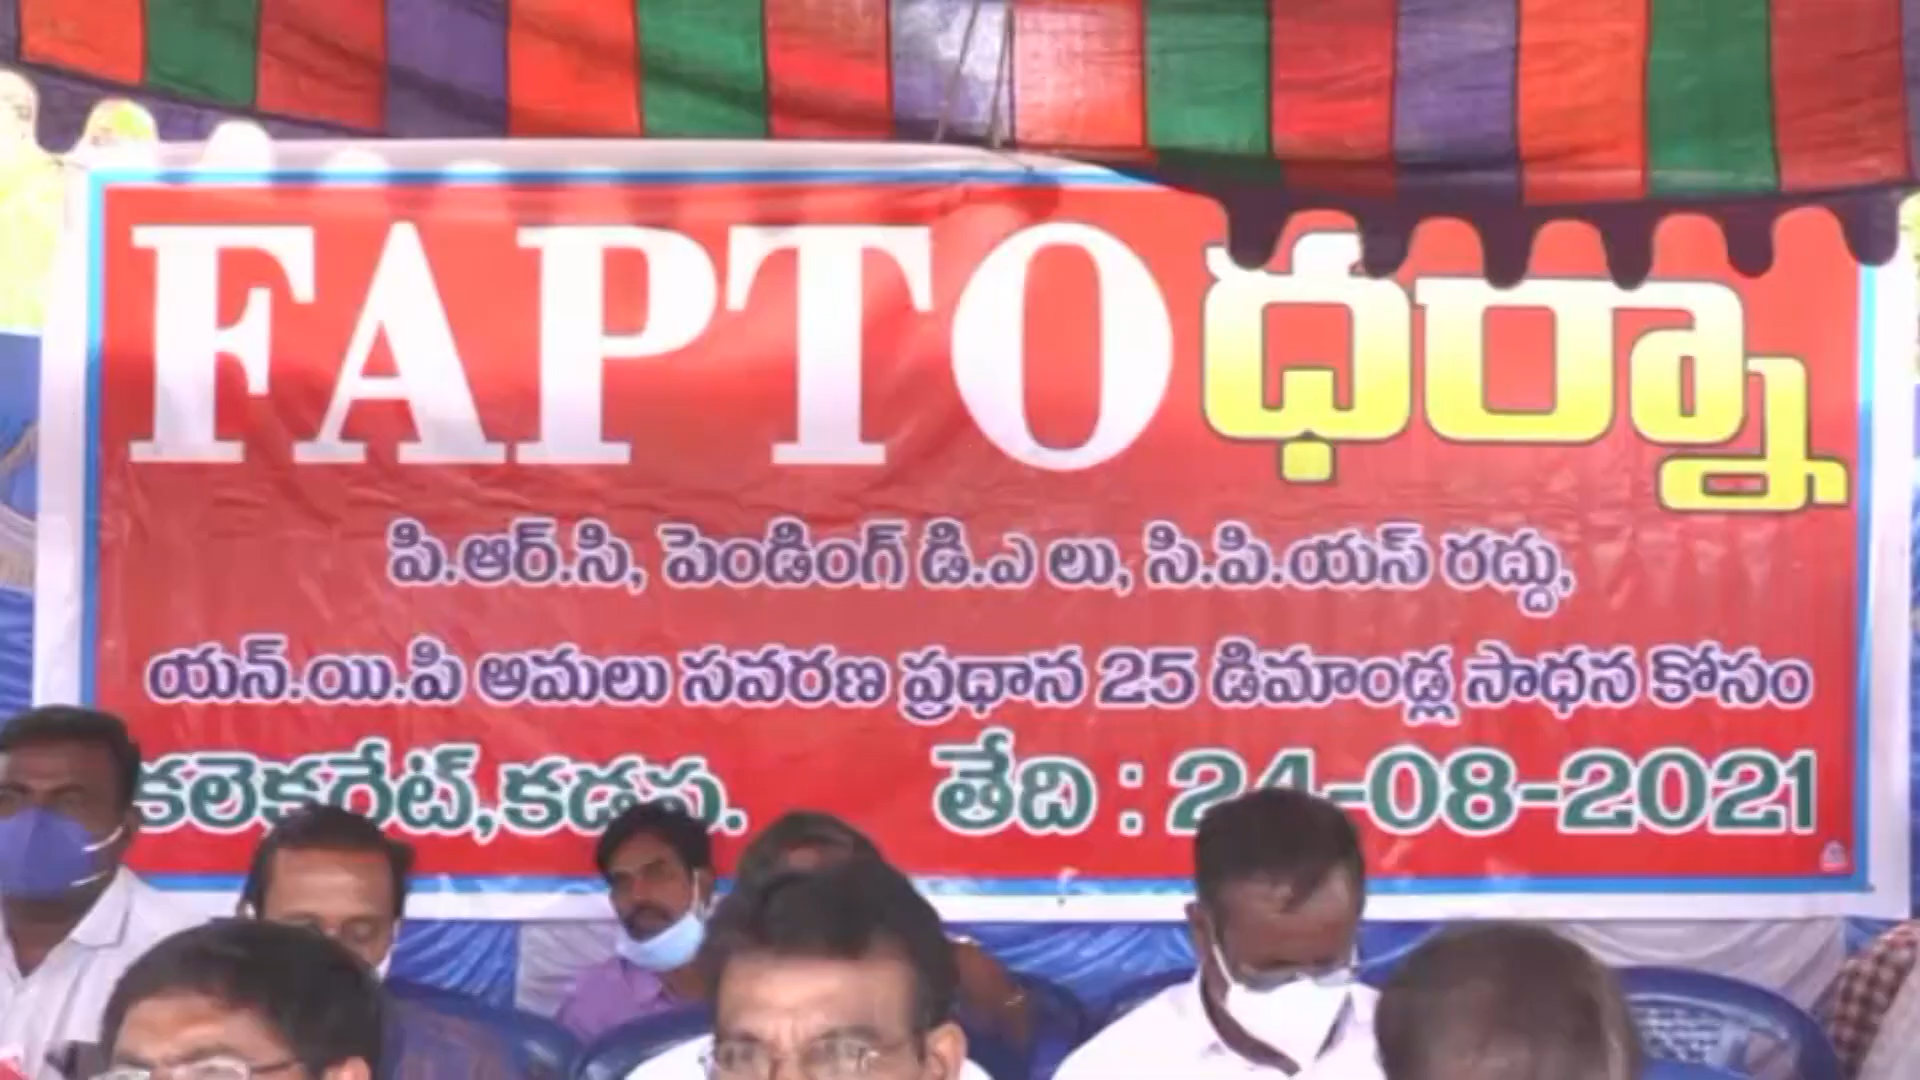 FAPTO ధర్నా
పి.ఆర్.సి, పెండింగ్ డి.ఎ లు, సి.పి.యస్ రద్దు,
యన్.యి.పి అమలు సవరణ ప్రధాన 25 డిమాండ్ల సాధన కోసం
కలెక్టరేట్,కడప. తేది : 24-08-2021